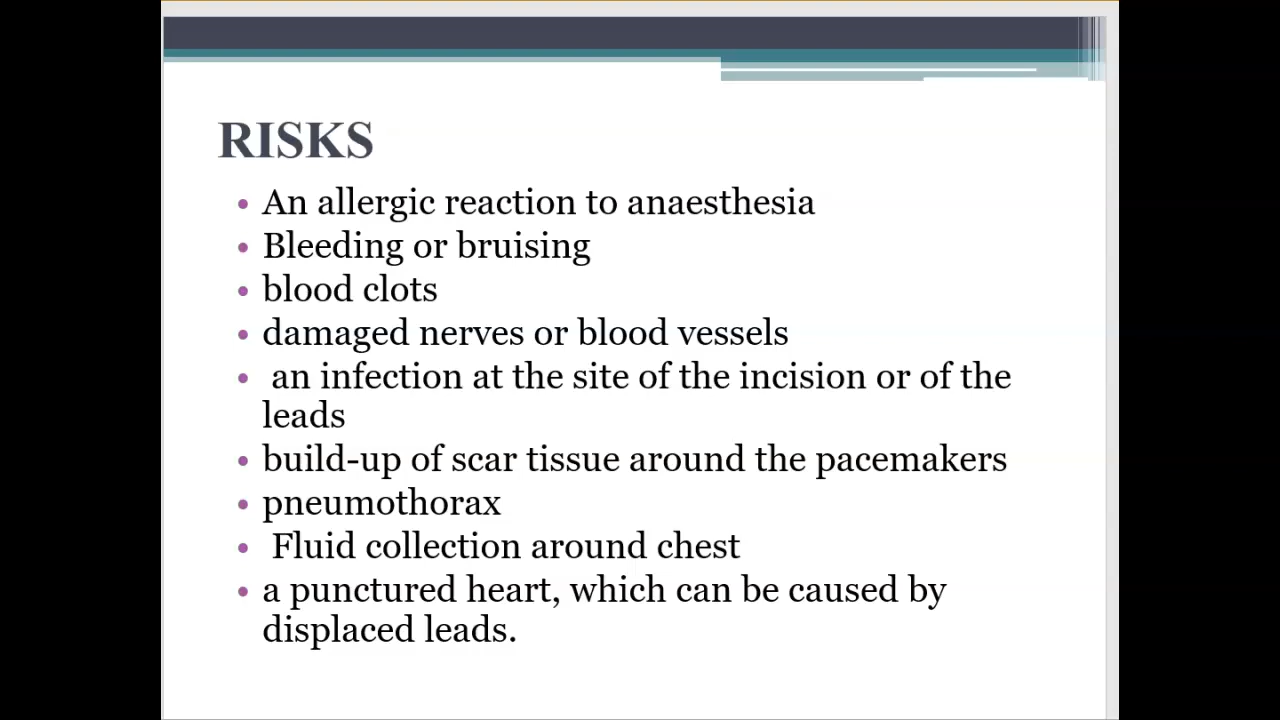 RISKS
• An allergic reaction to anaesthesia
• Bleeding or bruising
• blood clots
• damaged nerves or blood vessels
• an infection at the site of the incision or of the
leads
• build-up of scar tissue around the pacemakers
• pneumothorax
• Fluid collection around chest
• a punctured heart, which can be caused by
displaced leads.